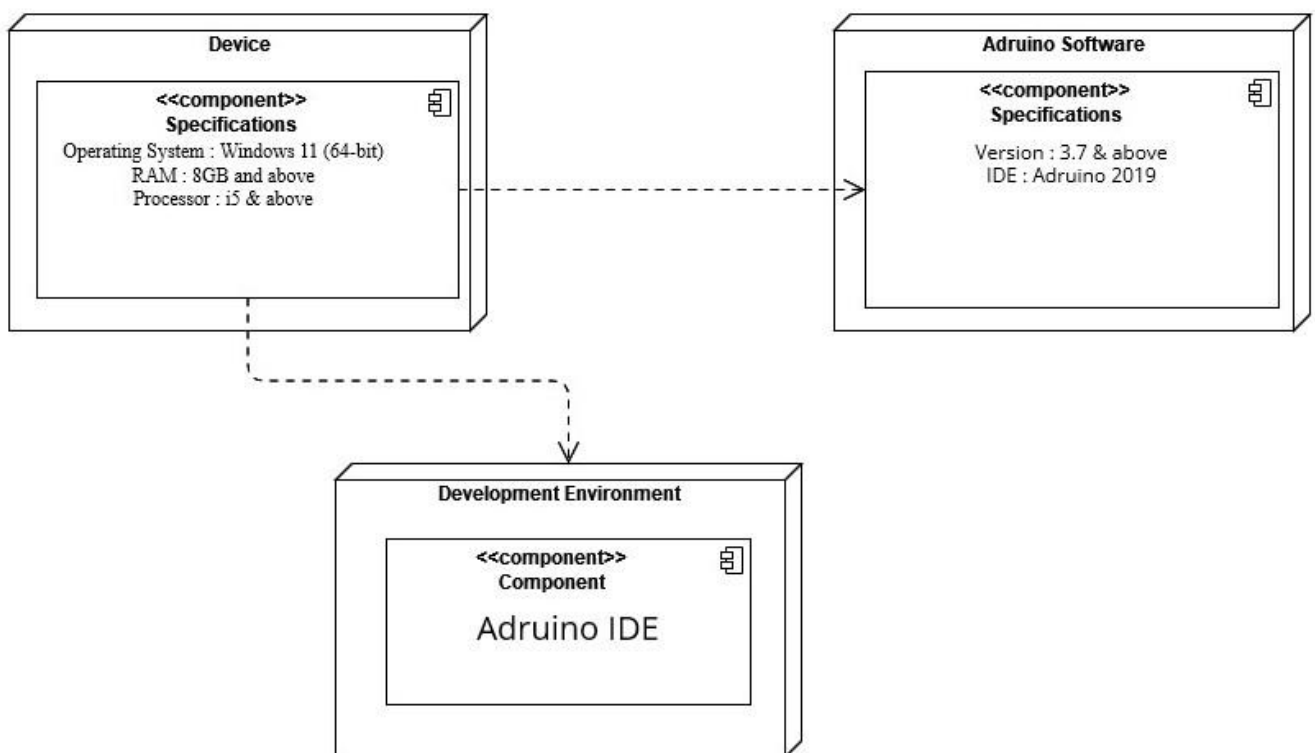 Device
<<component>>
Specifications
Operating System : Windows 11 (64-bit)
RAM : 8GB and above
Processor : i5 & above
Adruino Software
<<component>>
Specifications
Version : 3.7 & above
IDE : Adruino 2019
Development Environment
<<component>>
Component
Adruino IDE